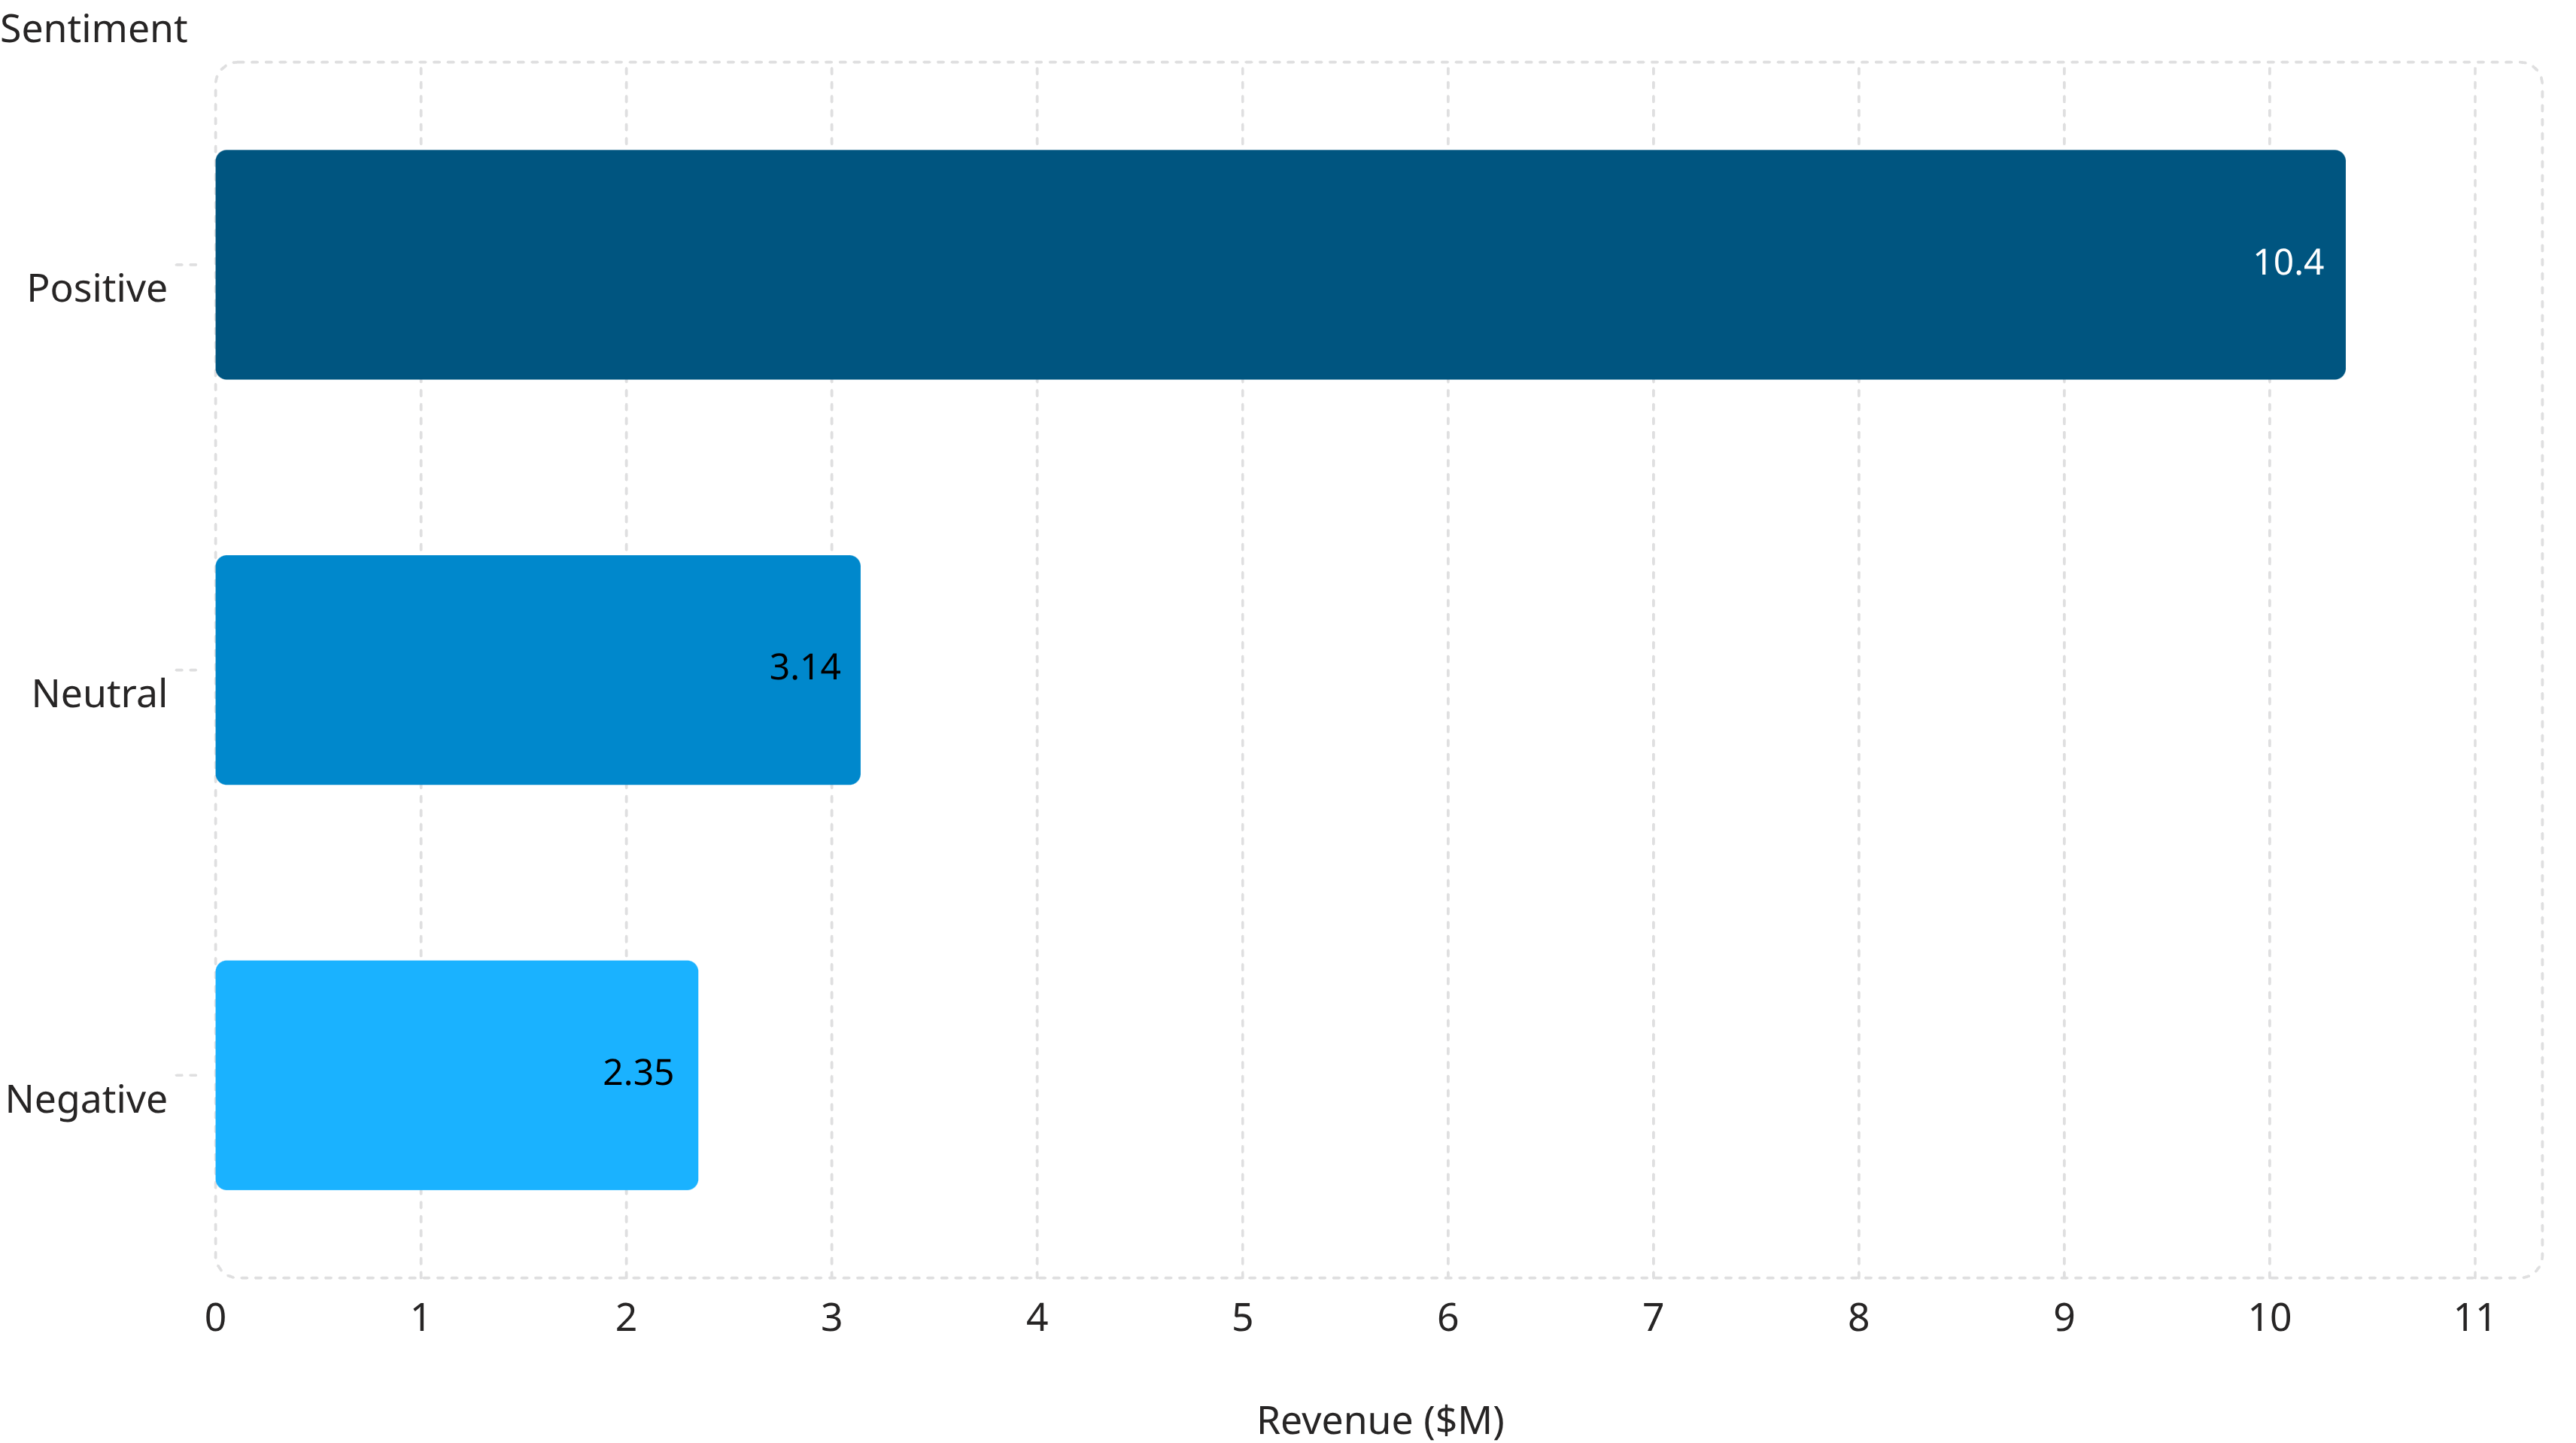 Sentiment
Positive
10.4
Neutral
3.14
Negative
2.35
0 1 2 3 4 5 6 7 8 9 10 11
Revenue ($M)